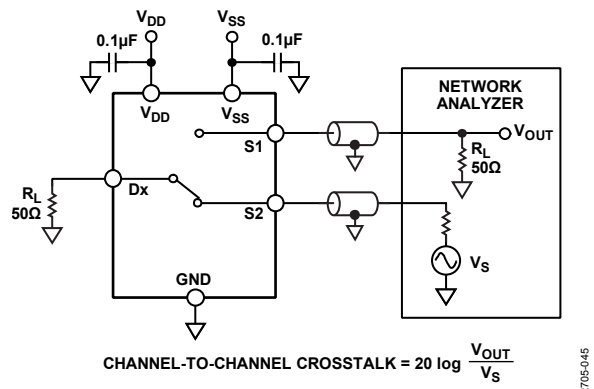 VDD
VSS
0.1µF
0.1µF
VDD
VSS
NETWORK
ANALYZER
S1
VOUT
RL
50Ω
RL
50Ω
Dx
S2
VS
GND
CHANNEL-TO-CHANNEL CROSSTALK = 20 log VOUT/VS
705-045